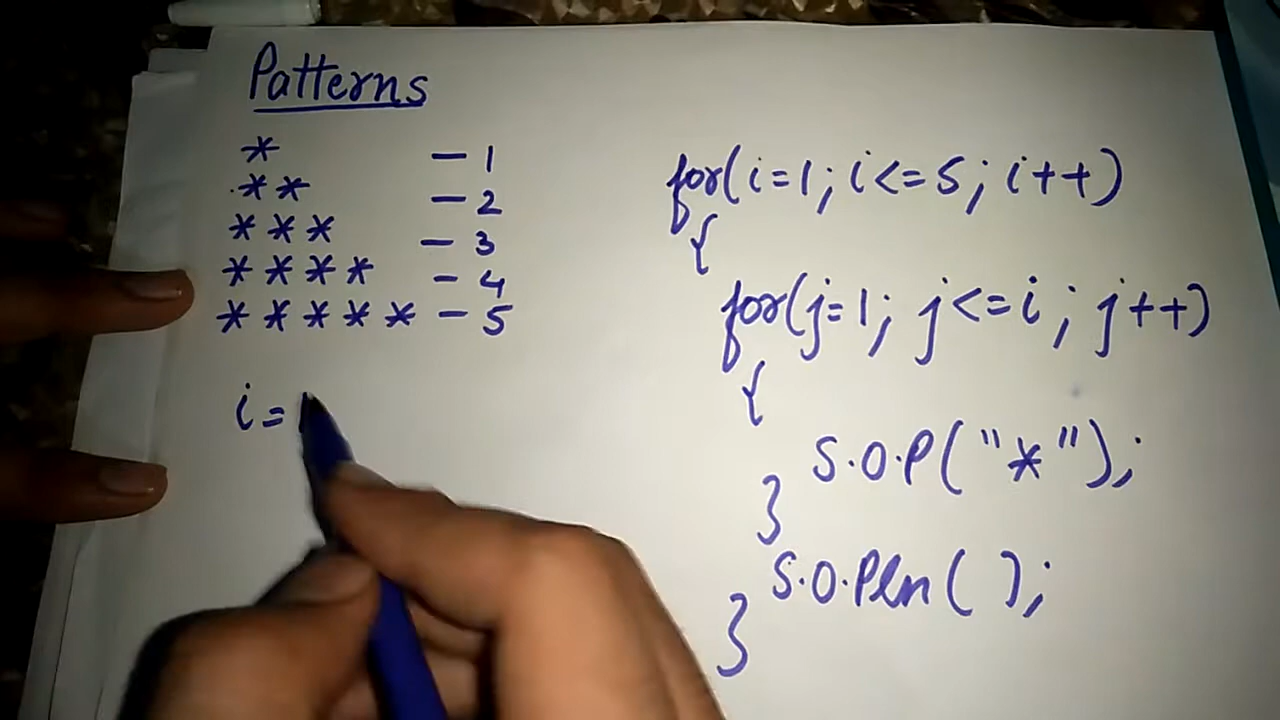 Patterns
* - 1
** - 2
*** - 3
**** - 4
***** - 5
i=
for(i=1; i<=5; i++)
{
for(j=1; j<=i; j++)
{
S.O.P("*");
}
S.O.Pln( );
}